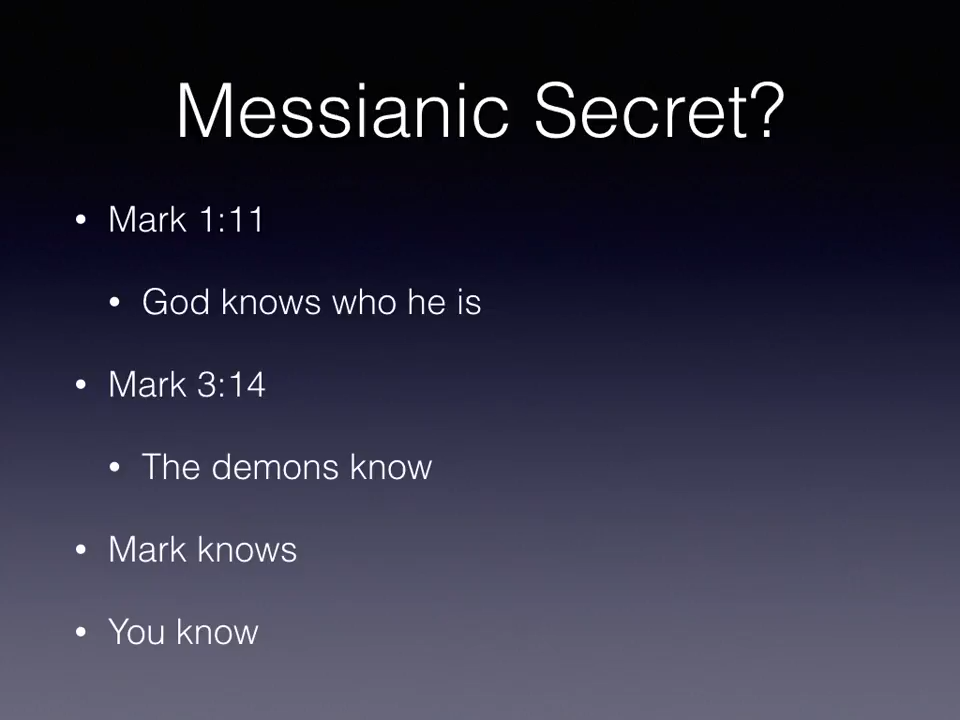 Messianic Secret?
• Mark 1:11
• God knows who he is
• Mark 3:14
• The demons know
• Mark knows
• You know